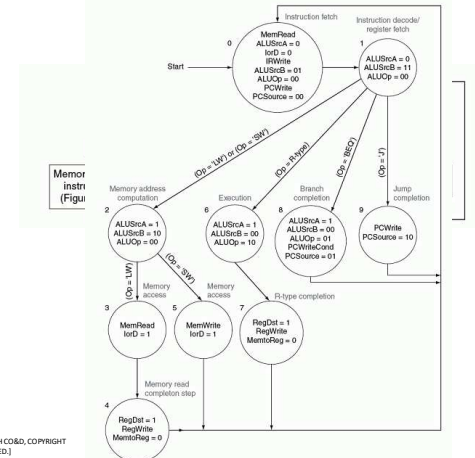 Instruction fetch
0
MemRead
ALUSrcA = 0
IorD = 0
IRWrite
ALUSrcB = 01
ALUOp = 00
PCWrite
PCSource = 00
Start
Instruction decode/
register fetch
1
ALUSrcA = 0
ALUSrcB = 11
ALUOp = 00
(Op = 'LW') or (Op = 'SW')
(Op = R-type)
(Op = 'BEQ')
(Op = 'J')
Memor
instru
(Figu
Memory address
computation
2
ALUSrcA = 1
ALUSrcB = 10
ALUOp = 00
Execution
6
ALUSrcA = 1
ALUSrcB = 00
ALUOp = 10
Branch
completion
8
ALUSrcA = 1
ALUSrcB = 00
ALUOp = 01
PCWriteCond
PCSource = 01
Jump
completion
9
PCWrite
PCSource = 10
(Op = 'LW')
(Op = 'SW')
Memory
access
3
MemRead
IorD = 1
Memory
access
5
MemWrite
IorD = 1
R-type completion
7
RegDst = 1
RegWrite
MemtoReg = 0
Memory read
completon step
4
RegDst = 1
RegWrite
MemtoReg = 0
H CO&D, COPYRIGHT
ED.]